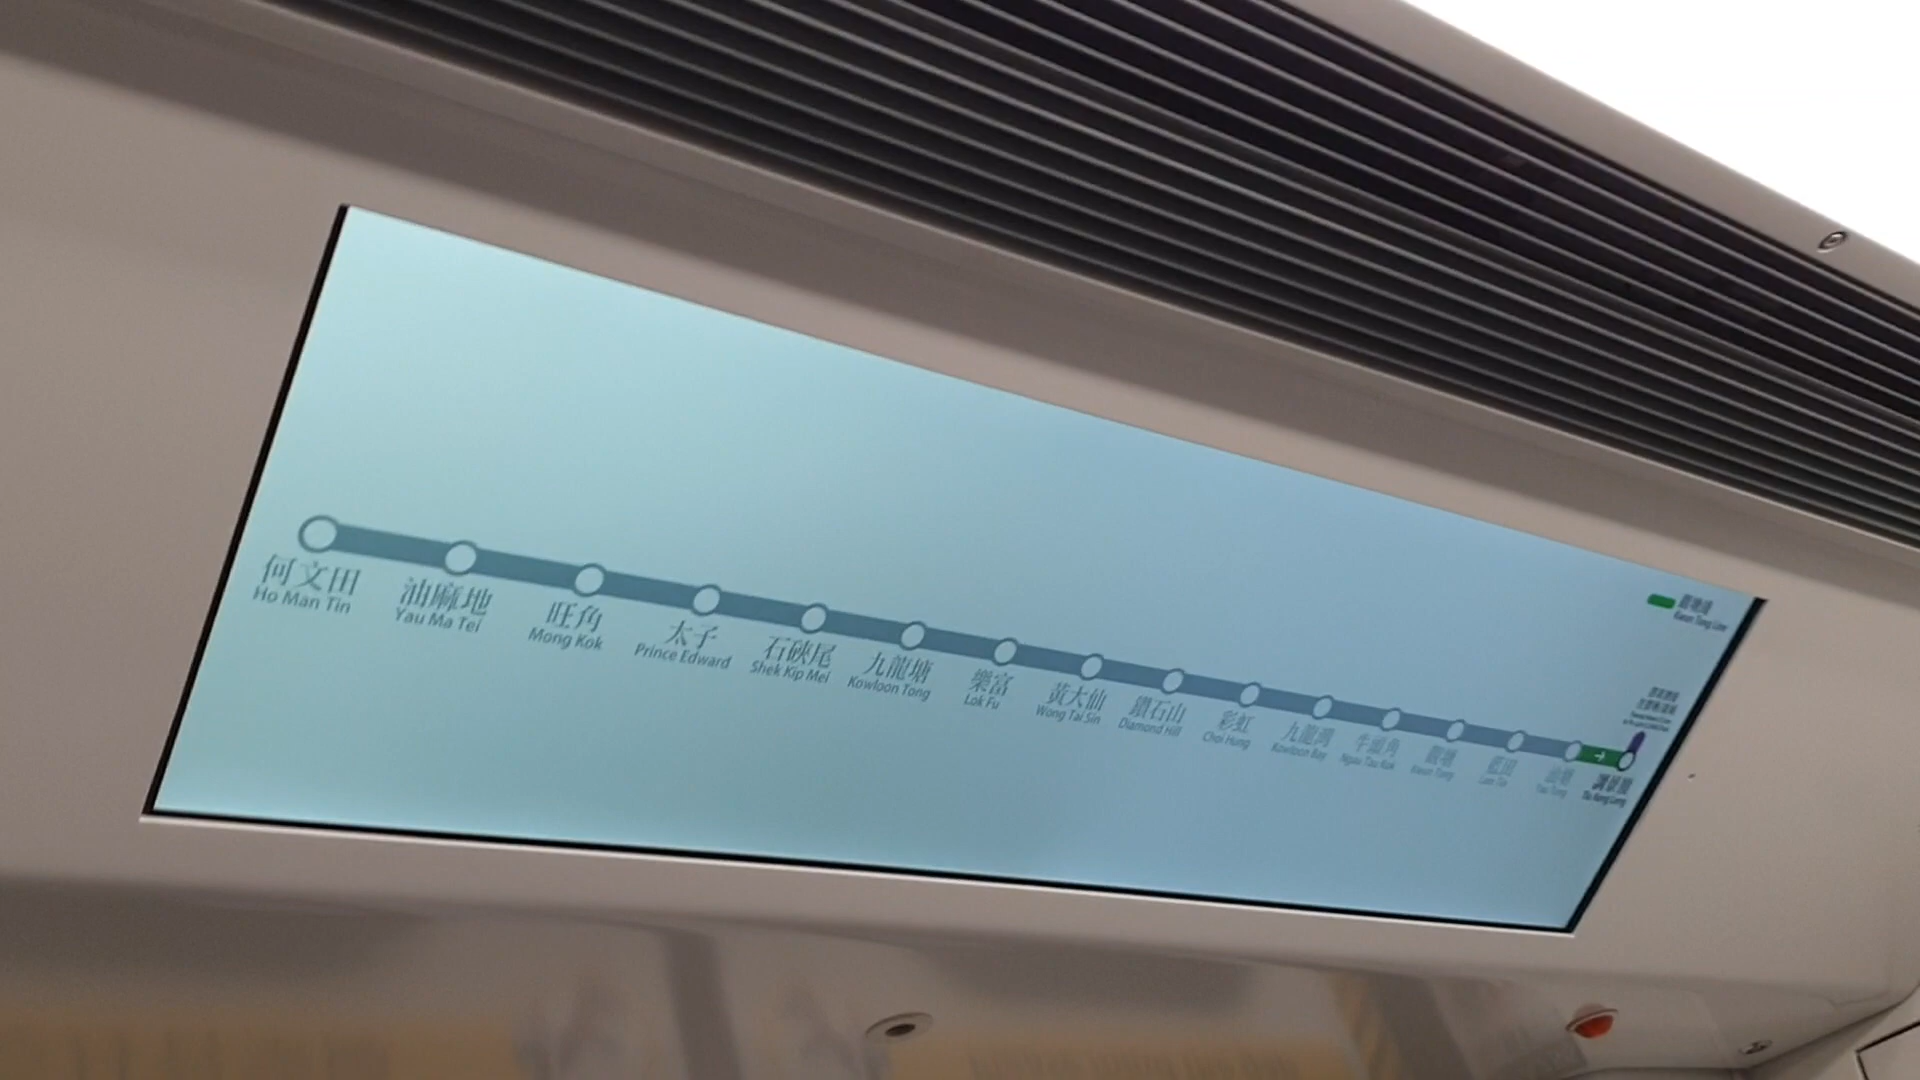 觀塘線
Kwun Tong Line
何文田
Ho Man Tin
油麻地
Yau Ma Tei
旺角
Mong Kok
太子
Prince Edward
石硤尾
Shek Kip Mei
九龍塘
Kowloon Tong
樂富
Lok Fu
黃大仙
Wong Tai Sin
鑽石山
Diamond Hill
彩虹
Choi Hung
九龍灣
Kowloon Bay
牛頭角
Ngau Tau Kok
觀塘
Kwun Tong
藍田
Lam Tin
油塘
Yau Tong
調景嶺
Tiu Keng Leng